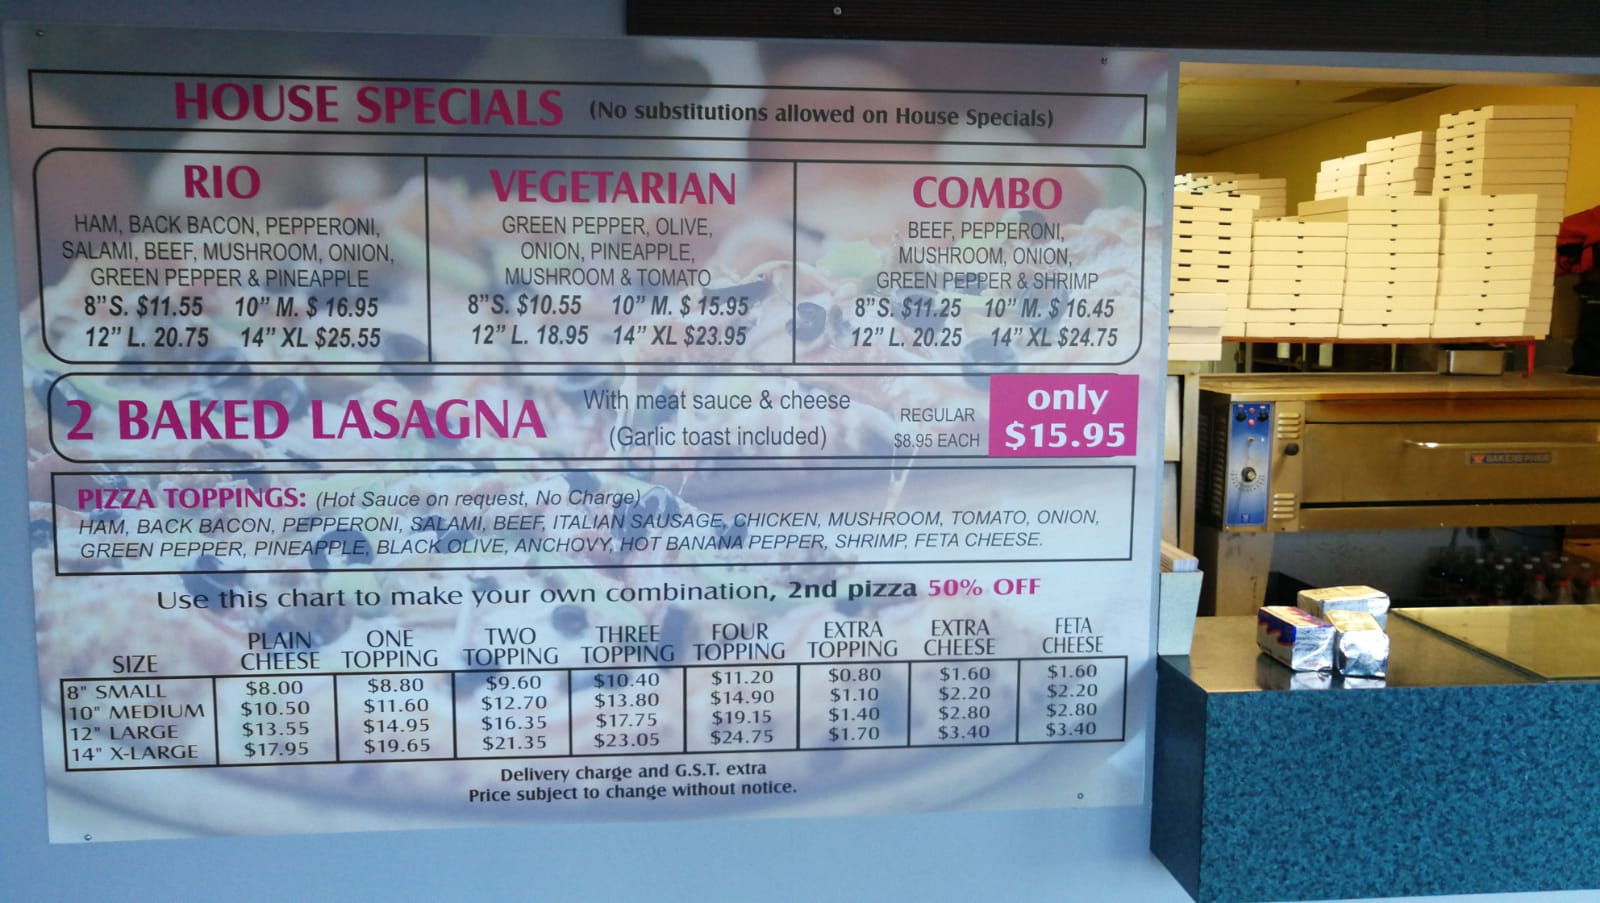 HOUSE SPECIALS (No substitutions allowed on House Specials)
RIO
HAM, BACK BACON, PEPPERONI,
SALAMI, BEEF, MUSHROOM, ONION,
GREEN PEPPER & PINEAPPLE
8”S. $11.55 10” M. $ 16.95
12” L. 20.75 14” XL $25.55
VEGETARIAN
GREEN PEPPER, OLIVE,
ONION, PINEAPPLE,
MUSHROOM & TOMATO
8”S. $10.55 10” M. $ 15.95
12” L. 18.95 14” XL $23.95
COMBO
BEEF, PEPPERONI,
MUSHROOM, ONION,
GREEN PEPPER & SHRIMP
8”S. $11.25 10” M. $ 16.45
12” L. 20.25 14” XL $24.75
2 BAKED LASAGNA
With meat sauce & cheese
(Garlic toast included)
REGULAR
$8.95 EACH
only
$15.95
PIZZA TOPPINGS: (Hot Sauce on request, No Charge)
HAM, BACK BACON, PEPPERONI, SALAMI, BEEF, ITALIAN SAUSAGE, CHICKEN, MUSHROOM, TOMATO, ONION,
GREEN PEPPER, PINEAPPLE, BLACK OLIVE, ANCHOVY, HOT BANANA PEPPER, SHRIMP, FETA CHEESE.
Use this chart to make your own combination, 2nd pizza 50% OFF
SIZE PLAIN CHEESE ONE TOPPING TWO TOPPING THREE TOPPING FOUR TOPPING EXTRA TOPPING EXTRA CHEESE FETA CHEESE
8" SMALL $8.00 $8.80 $9.60 $10.40 $11.20 $0.80 $1.60 $1.60
10" MEDIUM $10.50 $11.60 $12.70 $13.80 $14.90 $1.10 $2.20 $2.20
12" LARGE $13.55 $14.95 $16.35 $17.75 $19.15 $1.40 $2.80 $2.80
14" X-LARGE $17.95 $19.65 $21.35 $23.05 $24.75 $1.70 $3.40 $3.40
Delivery charge and G.S.T. extra
Price subject to change without notice.
BAKERS PRIDE